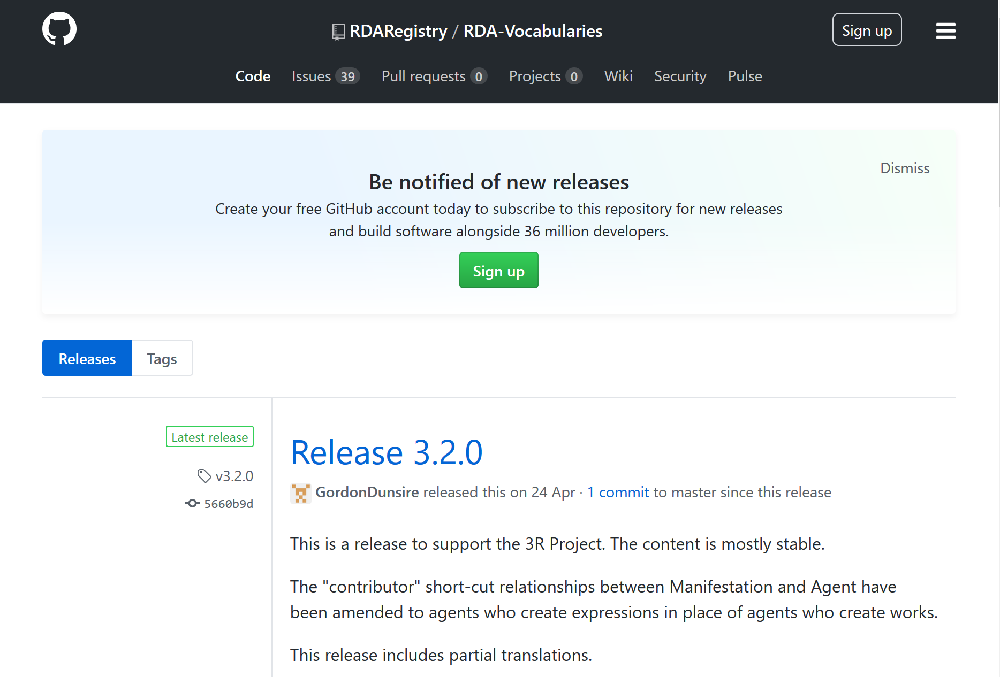 RDARegistry / RDA-Vocabularies
Sign up
Code Issues 39 Pull requests 0 Projects 0 Wiki Security Pulse
Dismiss
Be notified of new releases
Create your free GitHub account today to subscribe to this repository for new releases
and build software alongside 36 million developers.
Sign up
Releases Tags
Latest release
v3.2.0
5660b9d
Release 3.2.0
GordonDunsire released this on 24 Apr · 1 commit to master since this release
This is a release to support the 3R Project. The content is mostly stable.
The "contributor" short-cut relationships between Manifestation and Agent have
been amended to agents who create expressions in place of agents who create works.
This release includes partial translations.